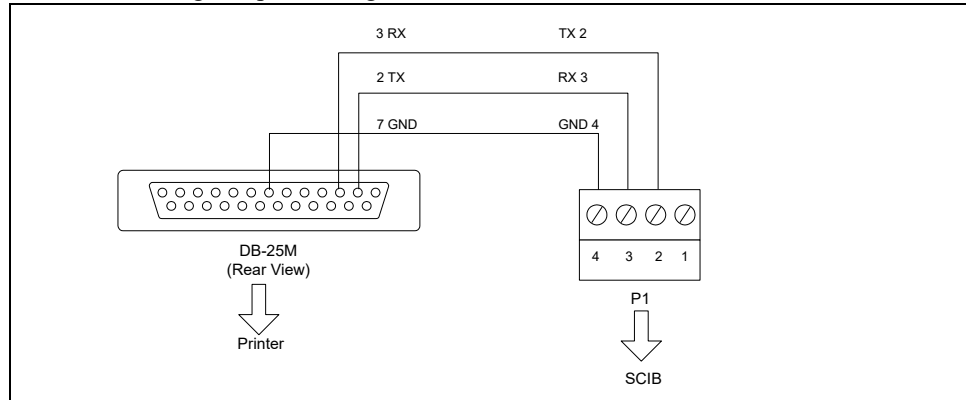 3 RX TX 2
2 TX RX 3
7 GND GND 4
4 3 2 1
DB-25M
(Rear View)
P1
Printer
SCIB